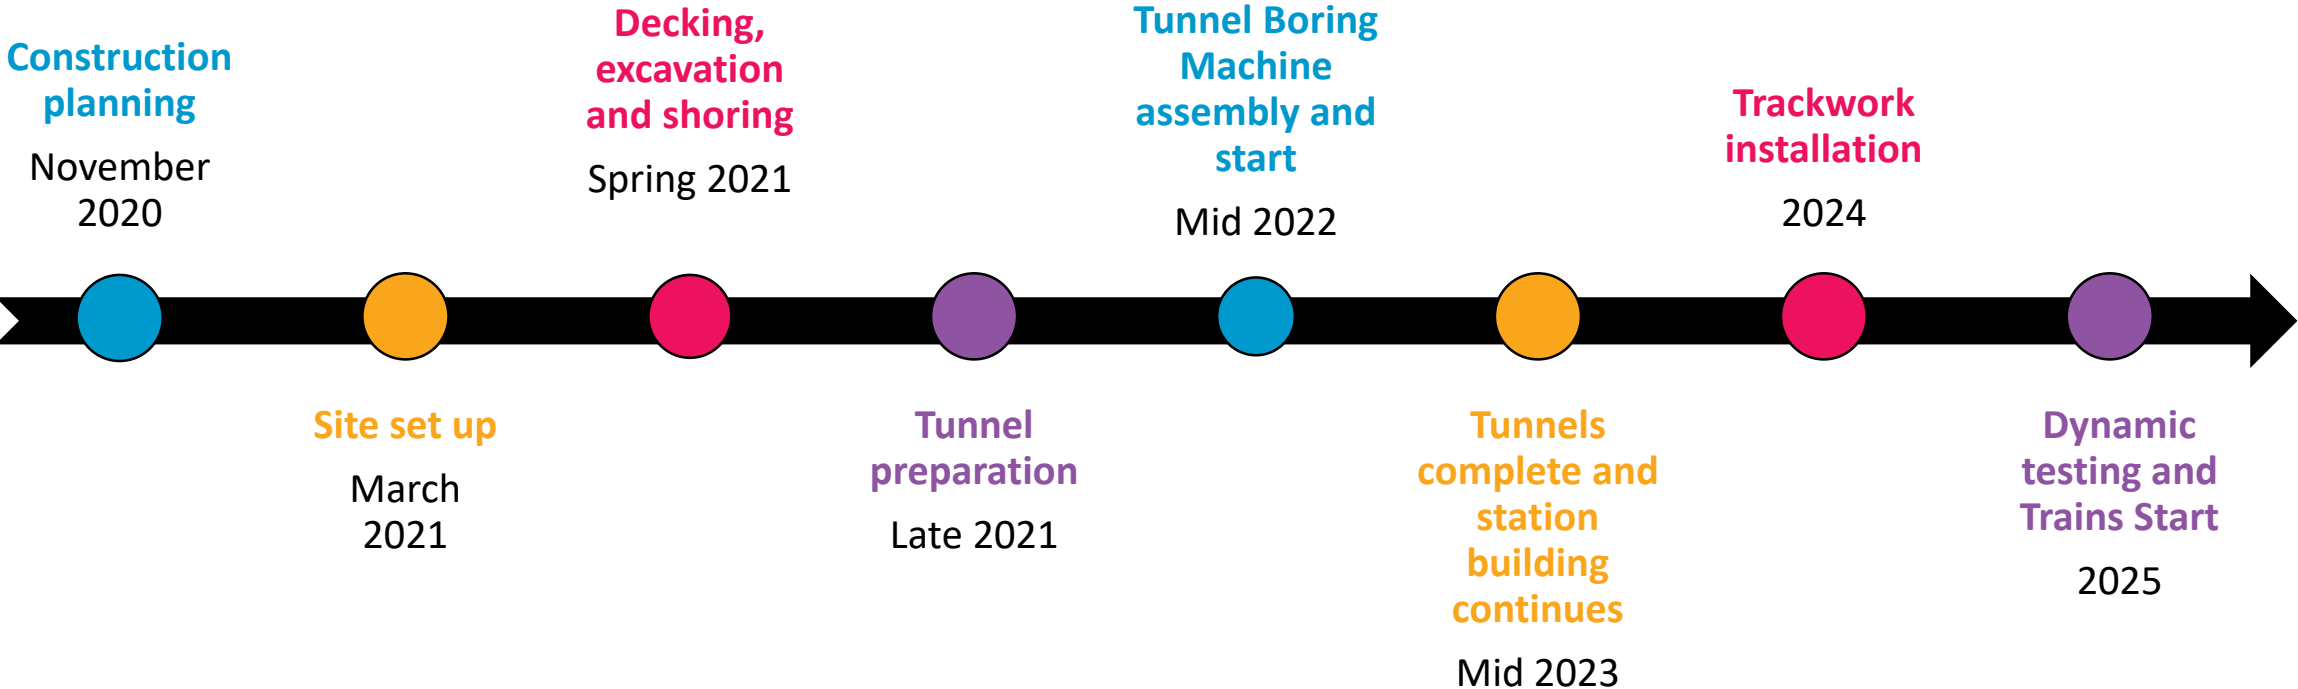 Construction
planning
November
2020
Site set up
March
2021
Decking,
excavation
and shoring
Spring 2021
Tunnel
preparation
Late 2021
Tunnel Boring
Machine
assembly and
start
Mid 2022
Tunnels
complete and
station
building
continues
Mid 2023
Trackwork
installation
2024
Dynamic
testing and
Trains Start
2025